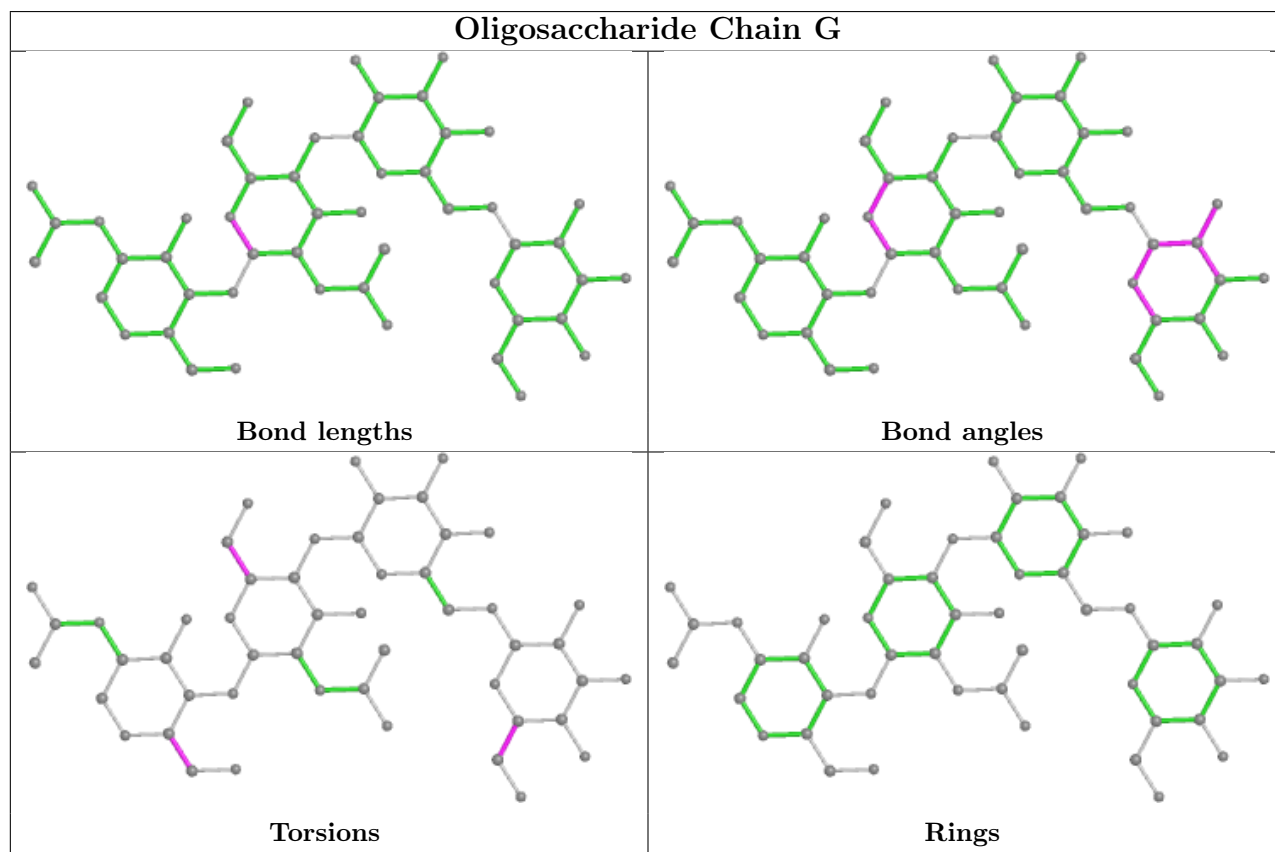 Oligosaccharide Chain G
Bond lengths
Bond angles
Torsions
Rings